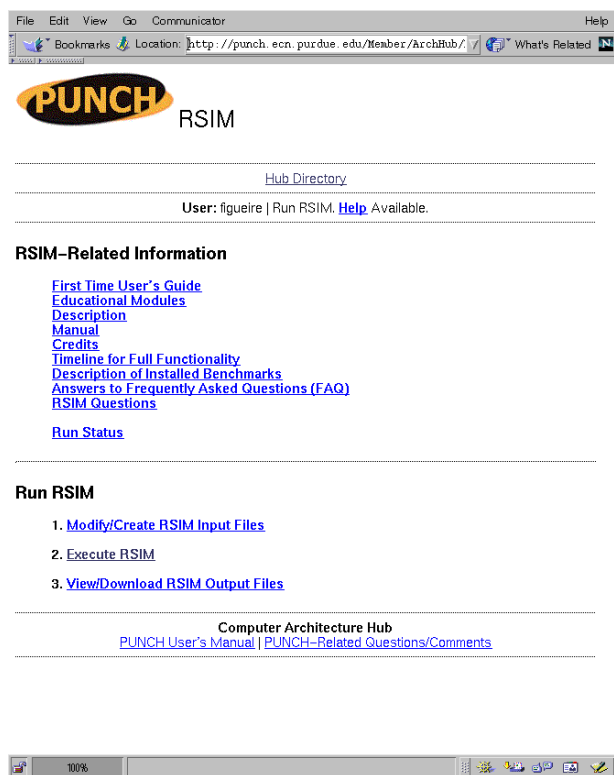 File Edit View Go Communicator Help
Bookmarks Location: http://punch.ecn.purdue.edu/Member/ArchHub/ What's Related N
PUNCH RSIM
Hub Directory
User: figueire | Run RSIM. Help Available.
RSIM-Related Information
First Time User's Guide
Educational Modules
Description
Manual
Credits
Timeline for Full Functionality
Description of Installed Benchmarks
Answers to Frequently Asked Questions (FAQ)
RSIM Questions
Run Status
Run RSIM
1. Modify/Create RSIM Input Files
2. Execute RSIM
3. View/Download RSIM Output Files
Computer Architecture Hub
PUNCH User's Manual | PUNCH-Related Questions/Comments
100%